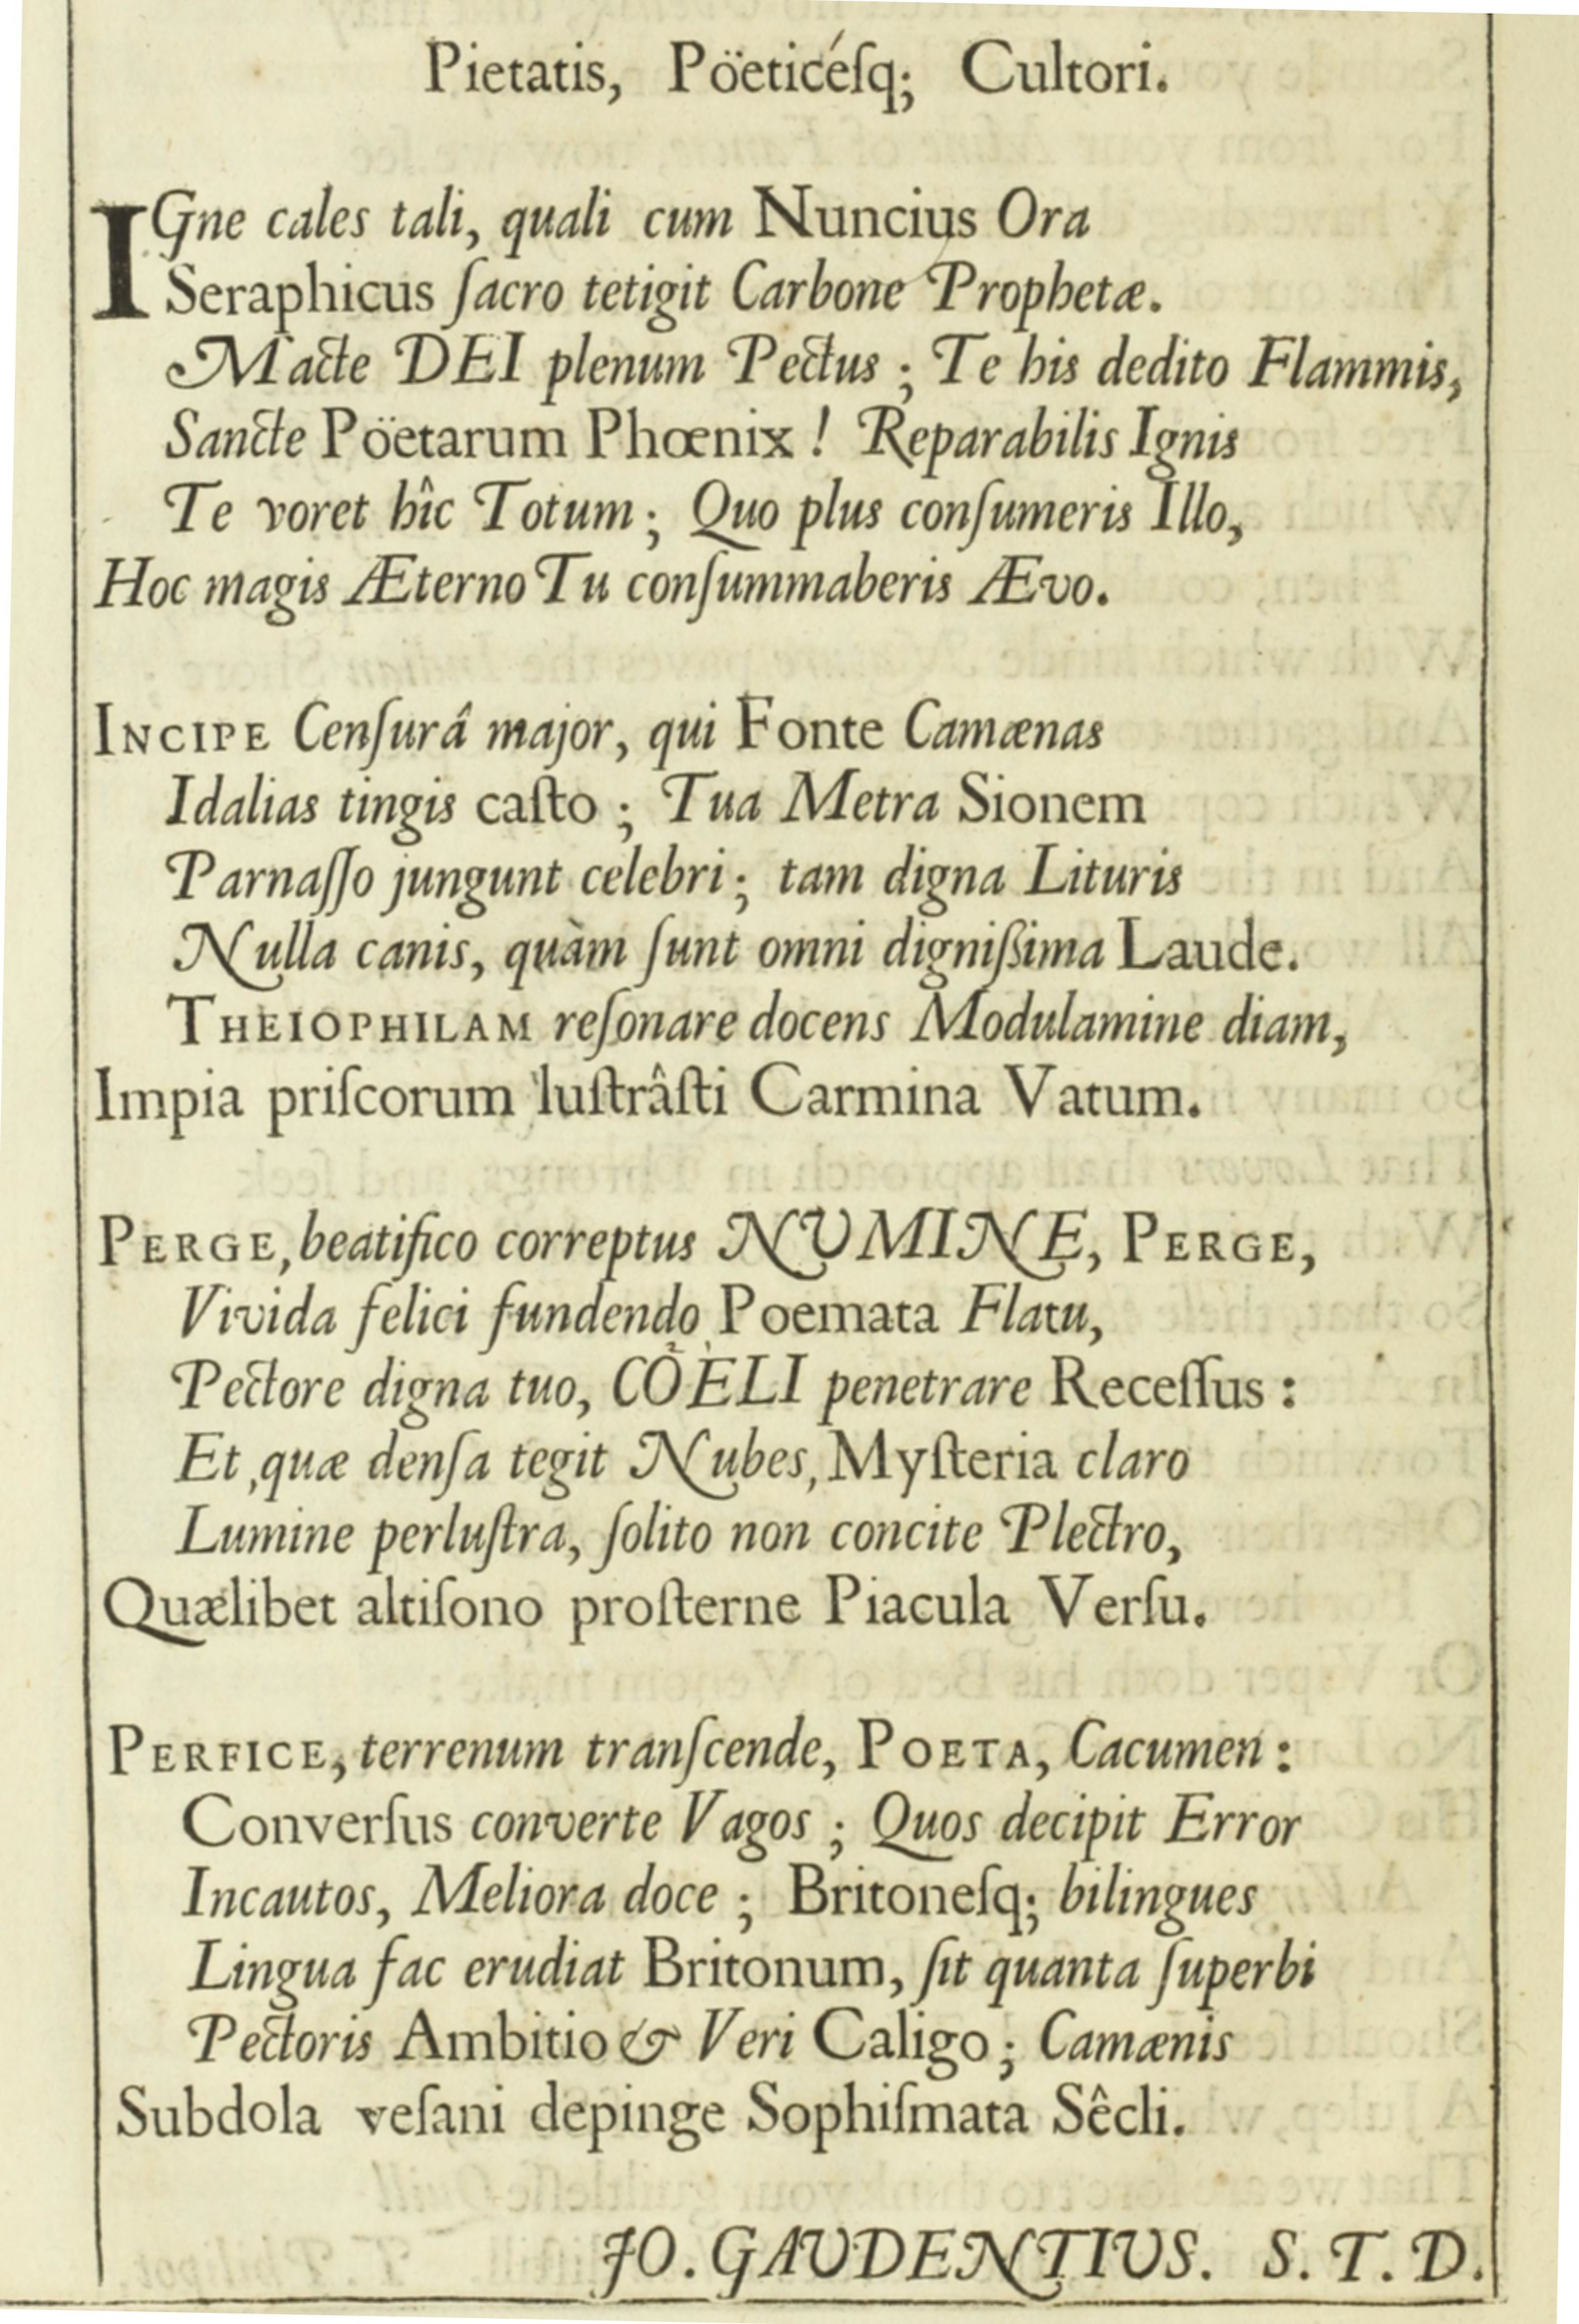 Pietatis, Pöeticéſq; Cultori.
IGne cales tali, quali cum Nuncius Ora
Seraphicus ſacro tetigit Carbone Prophetæ.
Macte DEI plenum Pectus; Te his dedito Flammis,
Sancte Pöetarum Phœnix! Reparabilis Ignis
Te voret hîc Totum; Quo plus conſumeris Illo,
Hoc magis Æterno Tu conſummaberis Ævo.
INCIPE Cenſurâ major, qui Fonte Camænas
Idalias tingis caſto; Tua Metra Sionem
Parnaſſo jungunt celebri; tam digna Lituris
Nulla canis, quàm ſunt omni digniſſima Laude.
THEIOPHILAM reſonare docens Modulamine diam,
Impia priſcorum luſtrâſti Carmina Vatum.
PERGE, beatifico correptus NUMINE, PERGE,
Vivida felici fundendo Poemata Flatu,
Pectore digna tuo, COELI penetrare Receſſus:
Et, quæ denſa tegit Nubes, Myſteria claro
Lumine perluſtra, ſolito non concite Plectro,
Quælibet altiſono proſterne Piacula Verſu.
PERFICE, terrenum tranſcende, POETA, Cacumen:
Converſus converte Vagos; Quos decipit Error
Incautos, Meliora doce; Britoneſq; bilingues
Lingua fac erudiat Britonum, ſit quanta ſuperbi
Pectoris Ambitio & Veri Caligo; Camænis
Subdola veſani depinge Sophiſmata Sêcli.
JO. GAUDENTIUS. S. T. D.